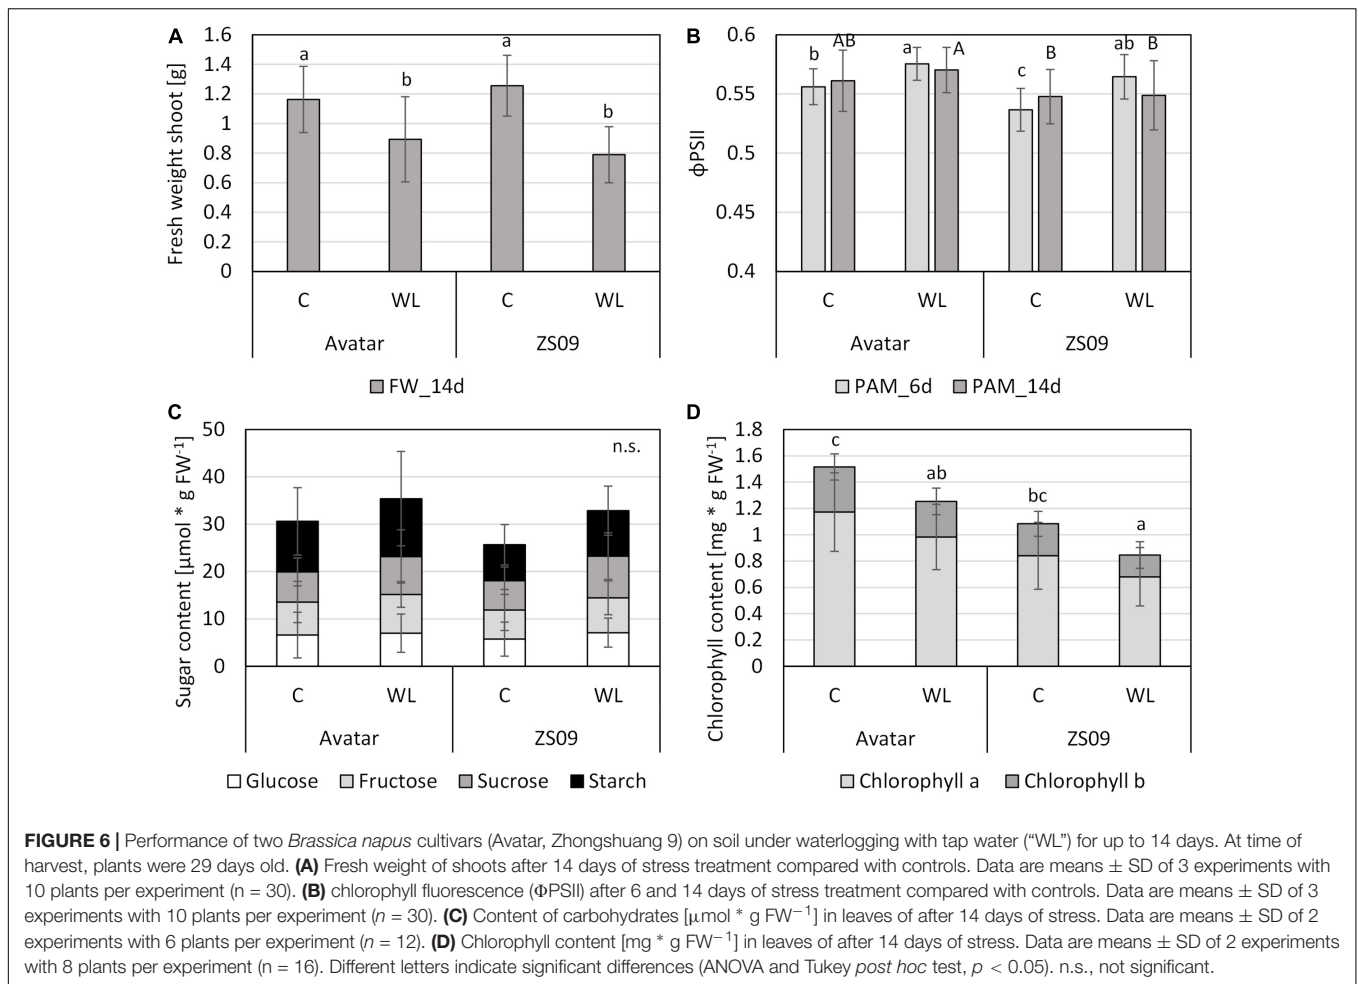 A
Fresh weight shoot [g]
1.6
1.4
1.2
1
0.8
0.6
0.4
0.2
0
a
b
a
b
C WL C WL
Avatar ZS09
FW_14d
B
ϕPSII
0.6
0.55
0.5
0.45
0.4
b AB a A c B ab B
C WL C WL
Avatar ZS09
PAM_6d PAM_14d
C
Sugar content [µmol * g FW⁻¹]
50
40
30
20
10
0
n.s.
C WL C WL
Avatar ZS09
Glucose Fructose Sucrose Starch
D
Chlorophyll content [mg * g FW⁻¹]
1.8
1.6
1.4
1.2
1
0.8
0.6
0.4
0.2
0
c
ab
bc
a
C WL C WL
Avatar ZS09
Chlorophyll a Chlorophyll b
FIGURE 6 | Performance of two Brassica napus cultivars (Avatar, Zhongshuang 9) on soil under waterlogging with tap water (“WL”) for up to 14 days. At time of
harvest, plants were 29 days old. (A) Fresh weight of shoots after 14 days of stress treatment compared with controls. Data are means ± SD of 3 experiments with
10 plants per experiment (n = 30). (B) chlorophyll fluorescence (ΦPSII) after 6 and 14 days of stress treatment compared with controls. Data are means ± SD of 3
experiments with 10 plants per experiment (n = 30). (C) Content of carbohydrates [µmol * g FW⁻¹] in leaves of after 14 days of stress. Data are means ± SD of 2
experiments with 6 plants per experiment (n = 12). (D) Chlorophyll content [mg * g FW⁻¹] in leaves of after 14 days of stress. Data are means ± SD of 2 experiments
with 8 plants per experiment (n = 16). Different letters indicate significant differences (ANOVA and Tukey post hoc test, p < 0.05). n.s., not significant.